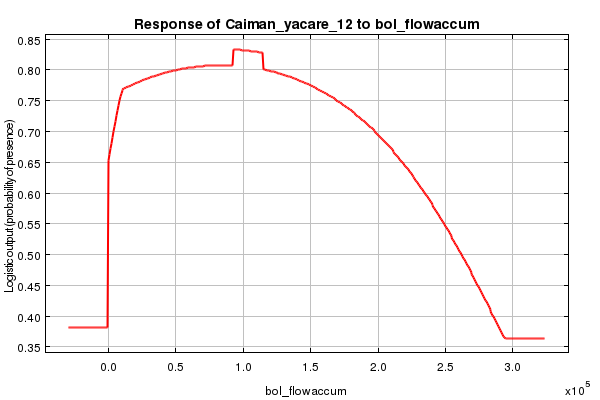 Response of Caiman_yacare_12 to bol_flowaccum
Logistic output (probability of presence)
0.85
0.80
0.75
0.70
0.65
0.60
0.55
0.50
0.45
0.40
0.35
0.0 0.5 1.0 1.5 2.0 2.5 3.0
bol_flowaccum
x10⁵